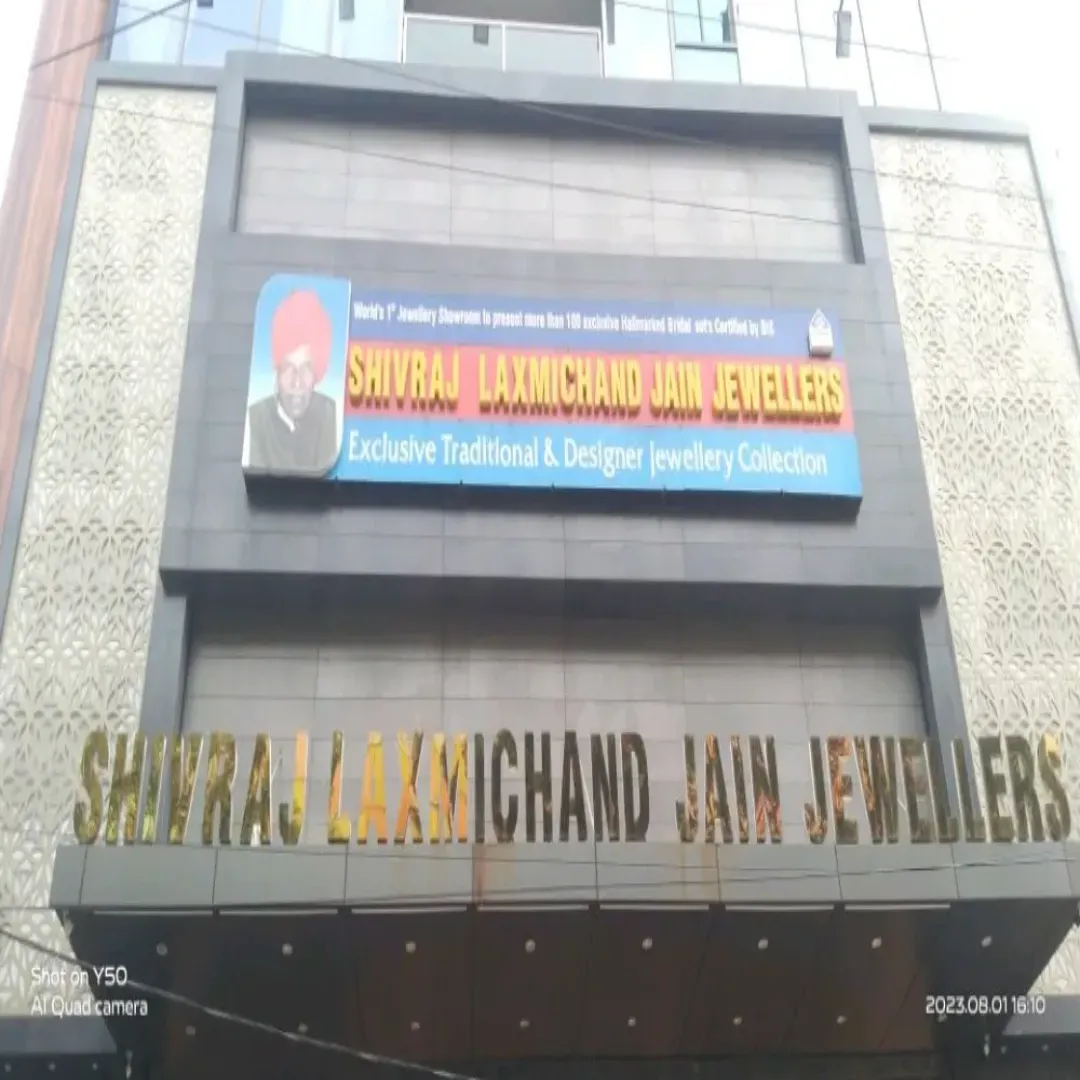 World's 1st Jewellery Showroom to present more than 100 exclusive Hallmarked Bridal set's Certified by BIS
SHIVRAJ LAXMICHAND JAIN JEWELLERS
Exclusive Traditional & Designer Jewellery Collection
SHIVRAJ LAXMICHAND JAIN JEWELLERS
Shot on Y50
AI Quad camera
2023.08.01 16:10